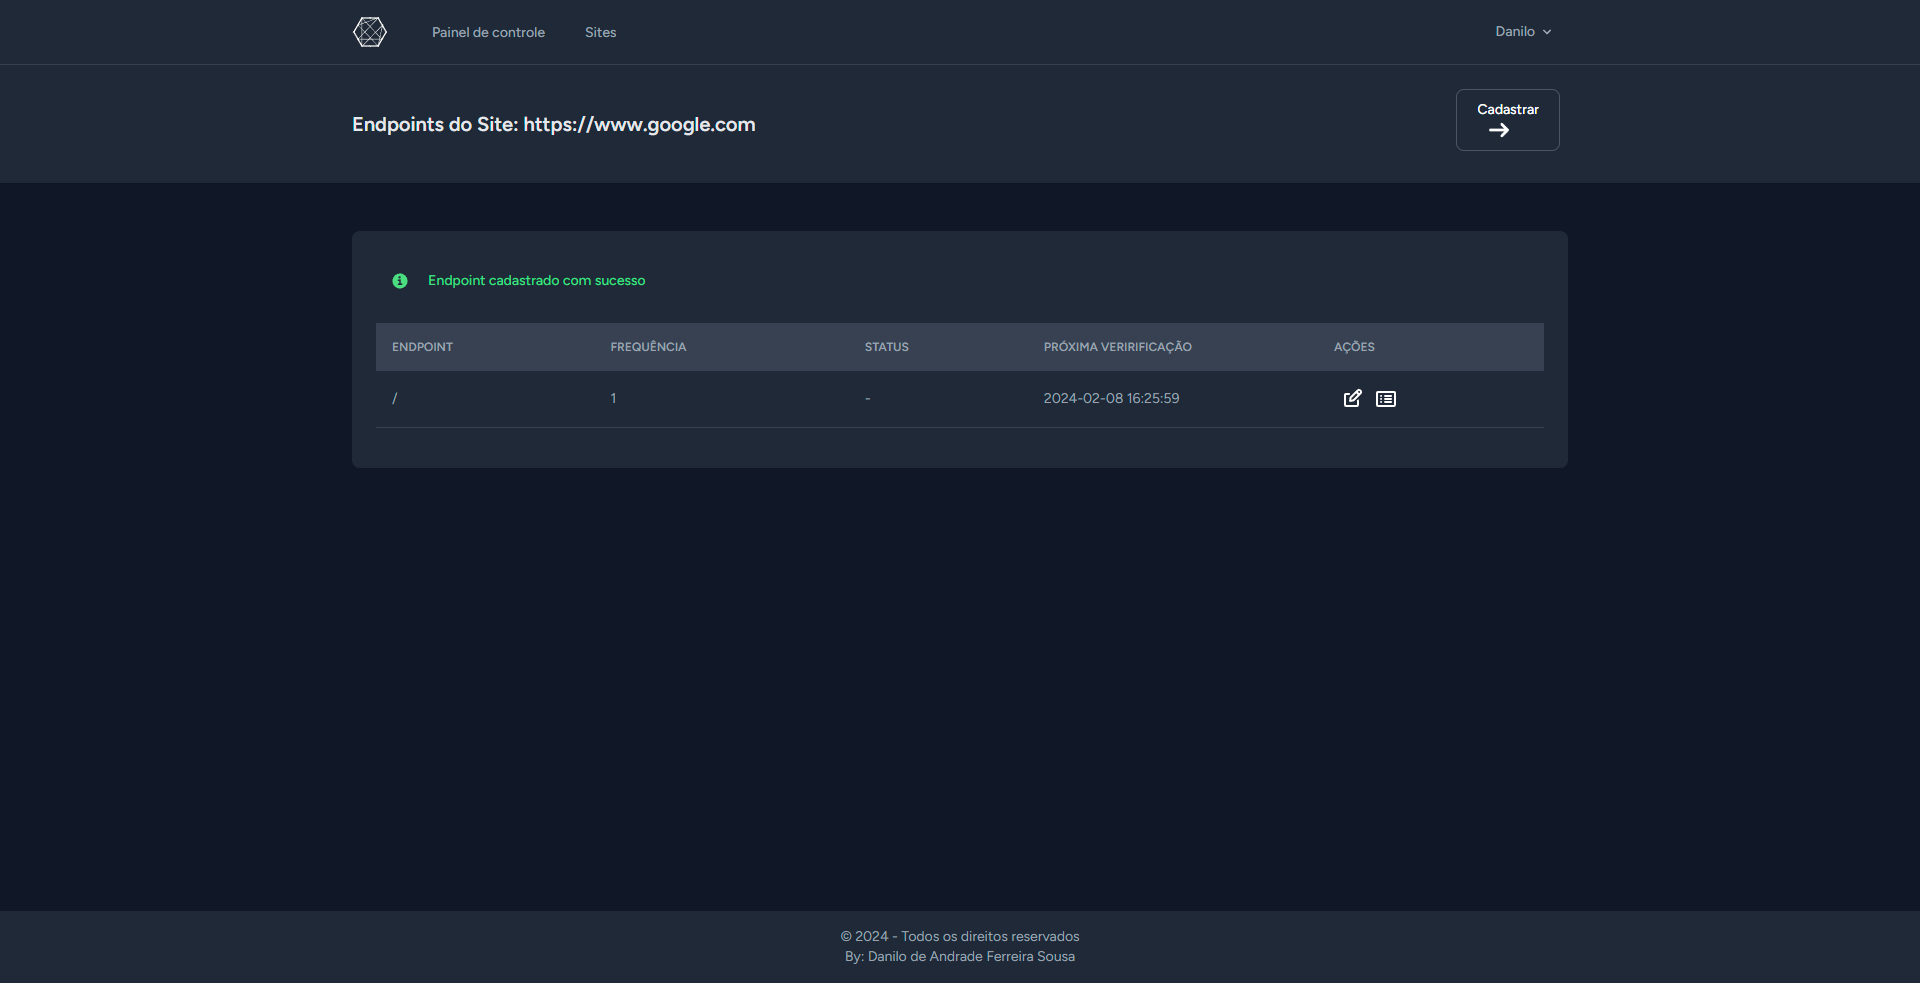 Painel de controle
Sites
Danilo
Endpoints do Site: https://www.google.com
Cadastrar
Endpoint cadastrado com sucesso
ENDPOINT FREQUÊNCIA STATUS PRÓXIMA VERIRIFICAÇÃO AÇÕES
/ 1 - 2024-02-08 16:25:59
© 2024 - Todos os direitos reservados
By: Danilo de Andrade Ferreira Sousa